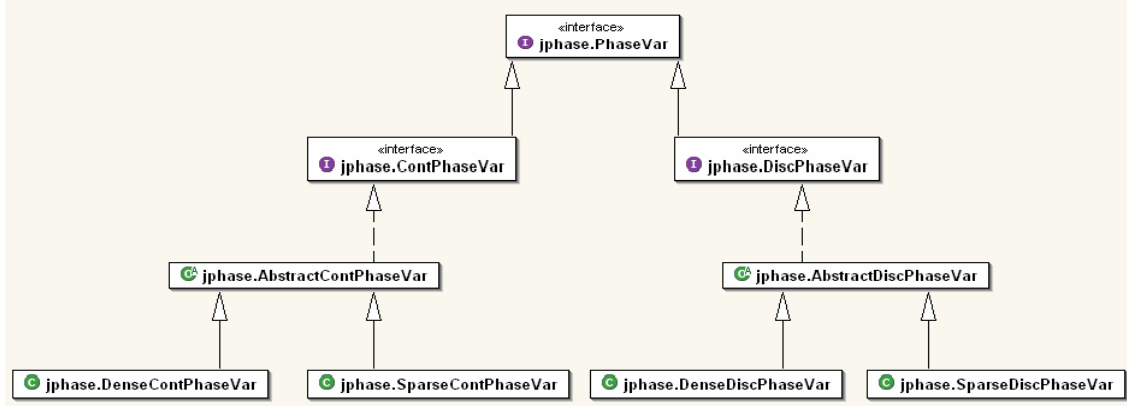 «interface»
jphase.PhaseVar
«interface»
jphase.ContPhaseVar
«interface»
jphase.DiscPhaseVar
jphase.AbstractContPhaseVar
jphase.AbstractDiscPhaseVar
jphase.DenseContPhaseVar
jphase.SparseContPhaseVar
jphase.DenseDiscPhaseVar
jphase.SparseDiscPhaseVar